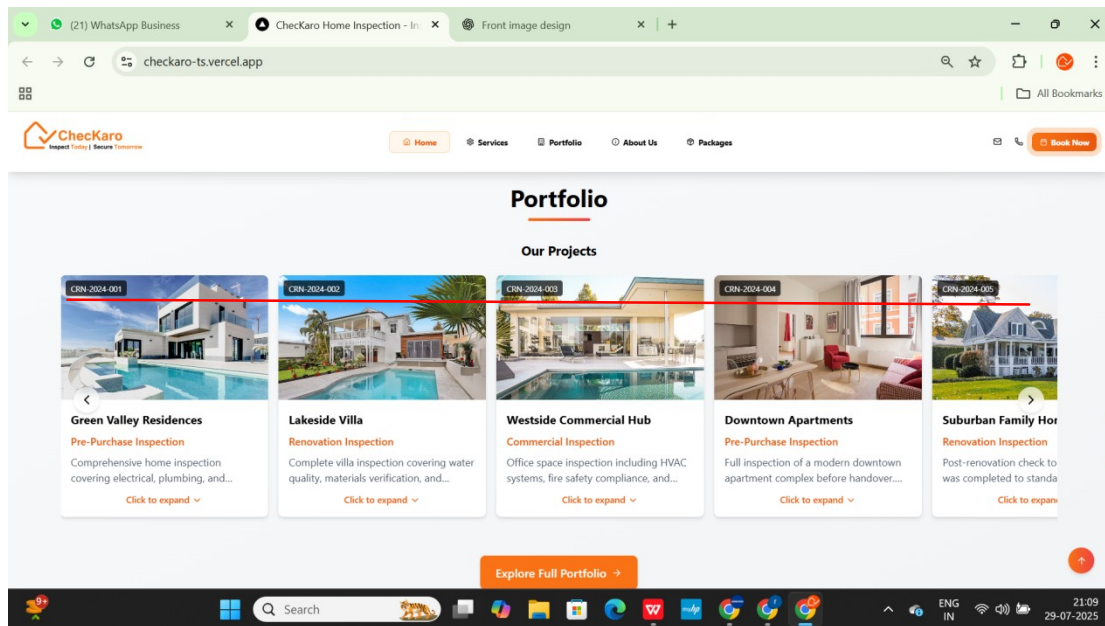 (21) WhatsApp Business
ChecKaro Home Inspection - In
Front image design
checkaro-ts.vercel.app
All Bookmarks
ChecKaro
Inspect Today | Secure Tomorrow
Home
Services
Portfolio
About Us
Packages
Book Now
Portfolio
Our Projects
CRN-2024-001
CRN-2024-002
CRN-2024-003
CRN-2024-004
CRN-2024-005
Green Valley Residences
Pre-Purchase Inspection
Comprehensive home inspection
covering electrical, plumbing, and...
Click to expand
Lakeside Villa
Renovation Inspection
Complete villa inspection covering water
quality, materials verification, and...
Click to expand
Westside Commercial Hub
Commercial Inspection
Office space inspection including HVAC
systems, fire safety compliance, and...
Click to expand
Downtown Apartments
Pre-Purchase Inspection
Full inspection of a modern downtown
apartment complex before handover....
Click to expand
Suburban Family Hor
Renovation Inspection
Post-renovation check to
was completed to standa
Click to expan
Explore Full Portfolio
9+
Search
ENG
IN
21:09
29-07-2025